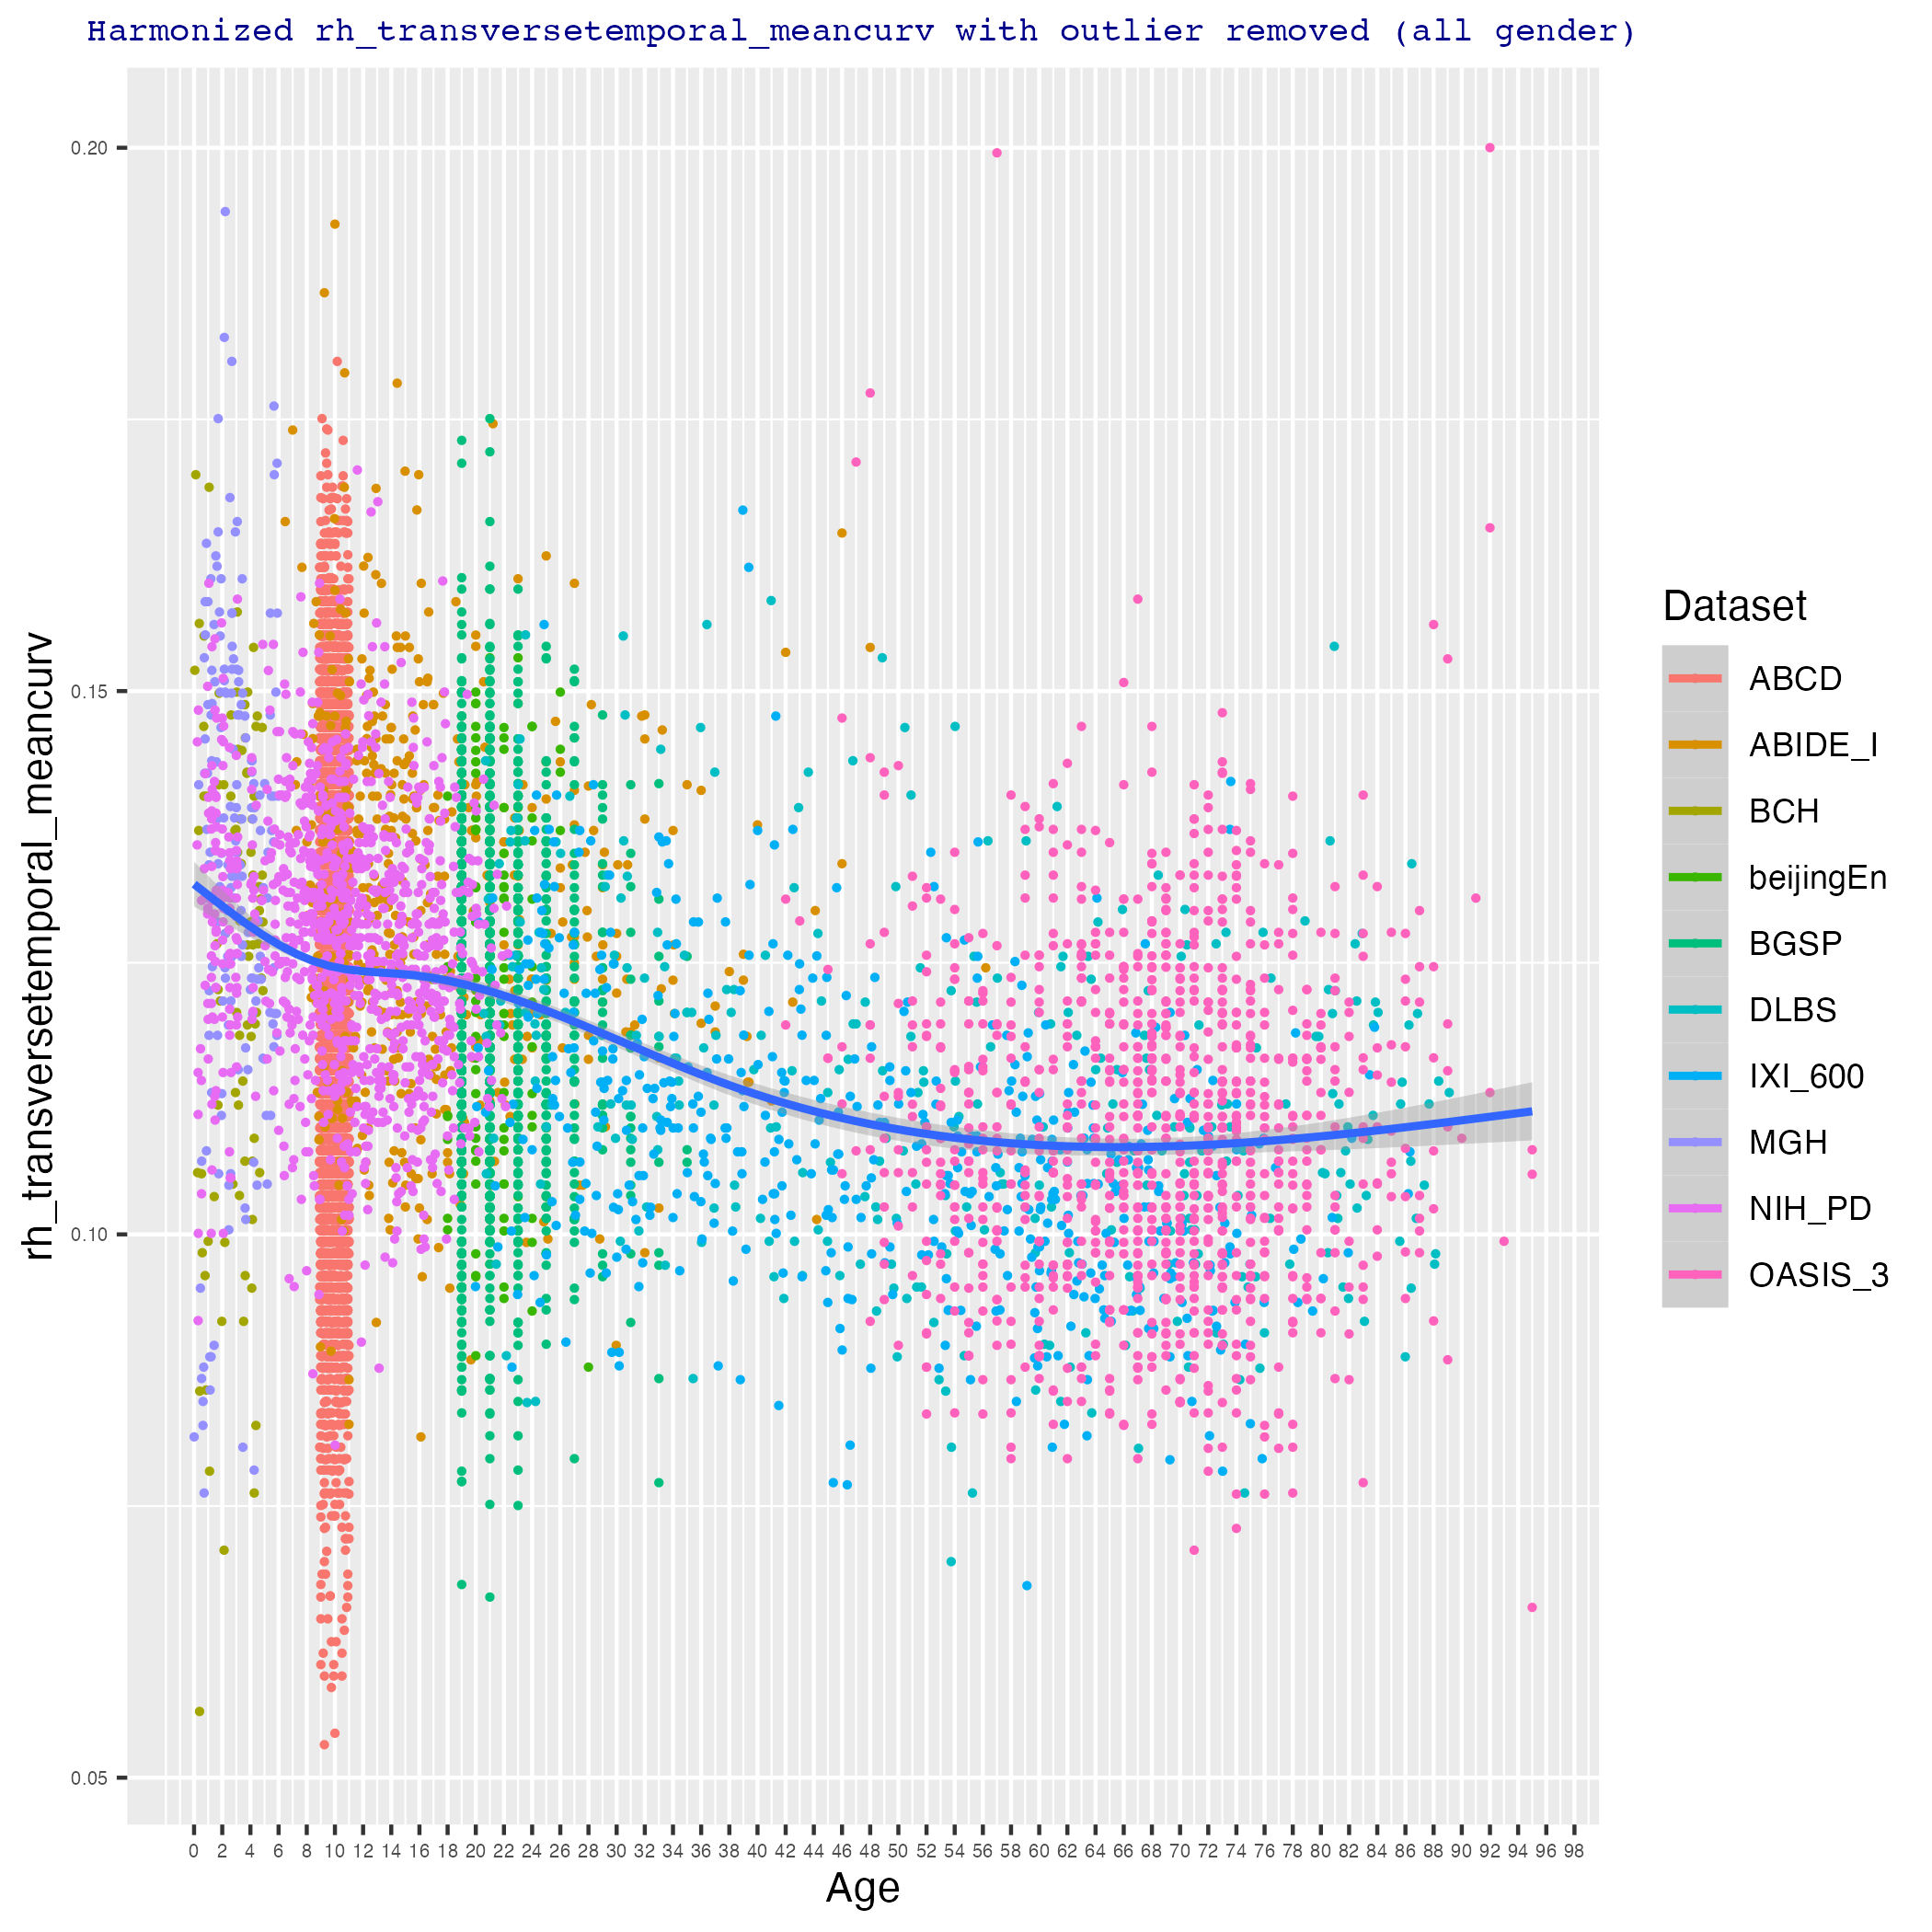 Harmonized rh_transversetemporal_meancurv with outlier removed (all gender)
rh_transversetemporal_meancurv
0.20
0.15
0.10
0.05
0 2 4 6 8 10 12 14 16 18 20 22 24 26 28 30 32 34 36 38 40 42 44 46 48 50 52 54 56 58 60 62 64 66 68 70 72 74 76 78 80 82 84 86 88 90 92 94 96 98
Age
Dataset
ABCD
ABIDE_I
BCH
beijingEn
BGSP
DLBS
IXI_600
MGH
NIH_PD
OASIS_3